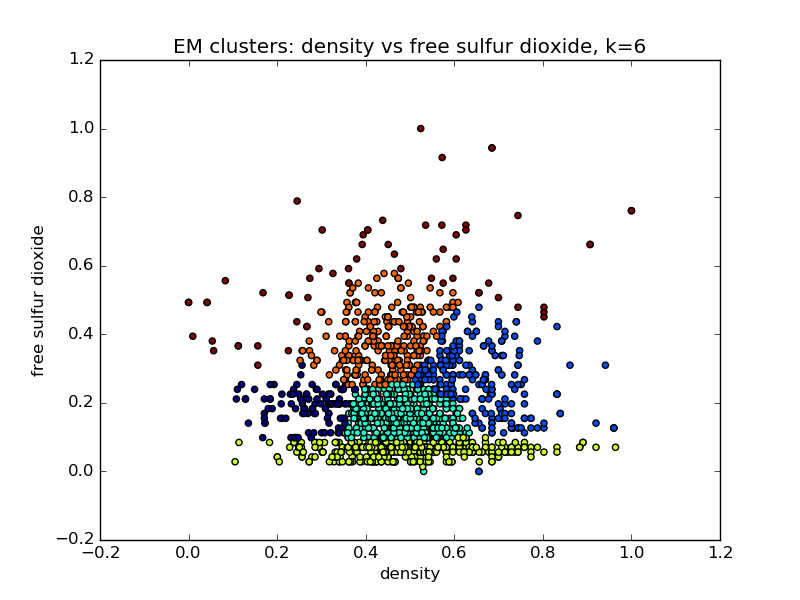 EM clusters: density vs free sulfur dioxide, k=6
1.2
1.0
0.8
0.6
0.4
0.2
0.0
−0.2
free sulfur dioxide
−0.2 0.0 0.2 0.4 0.6 0.8 1.0 1.2
density